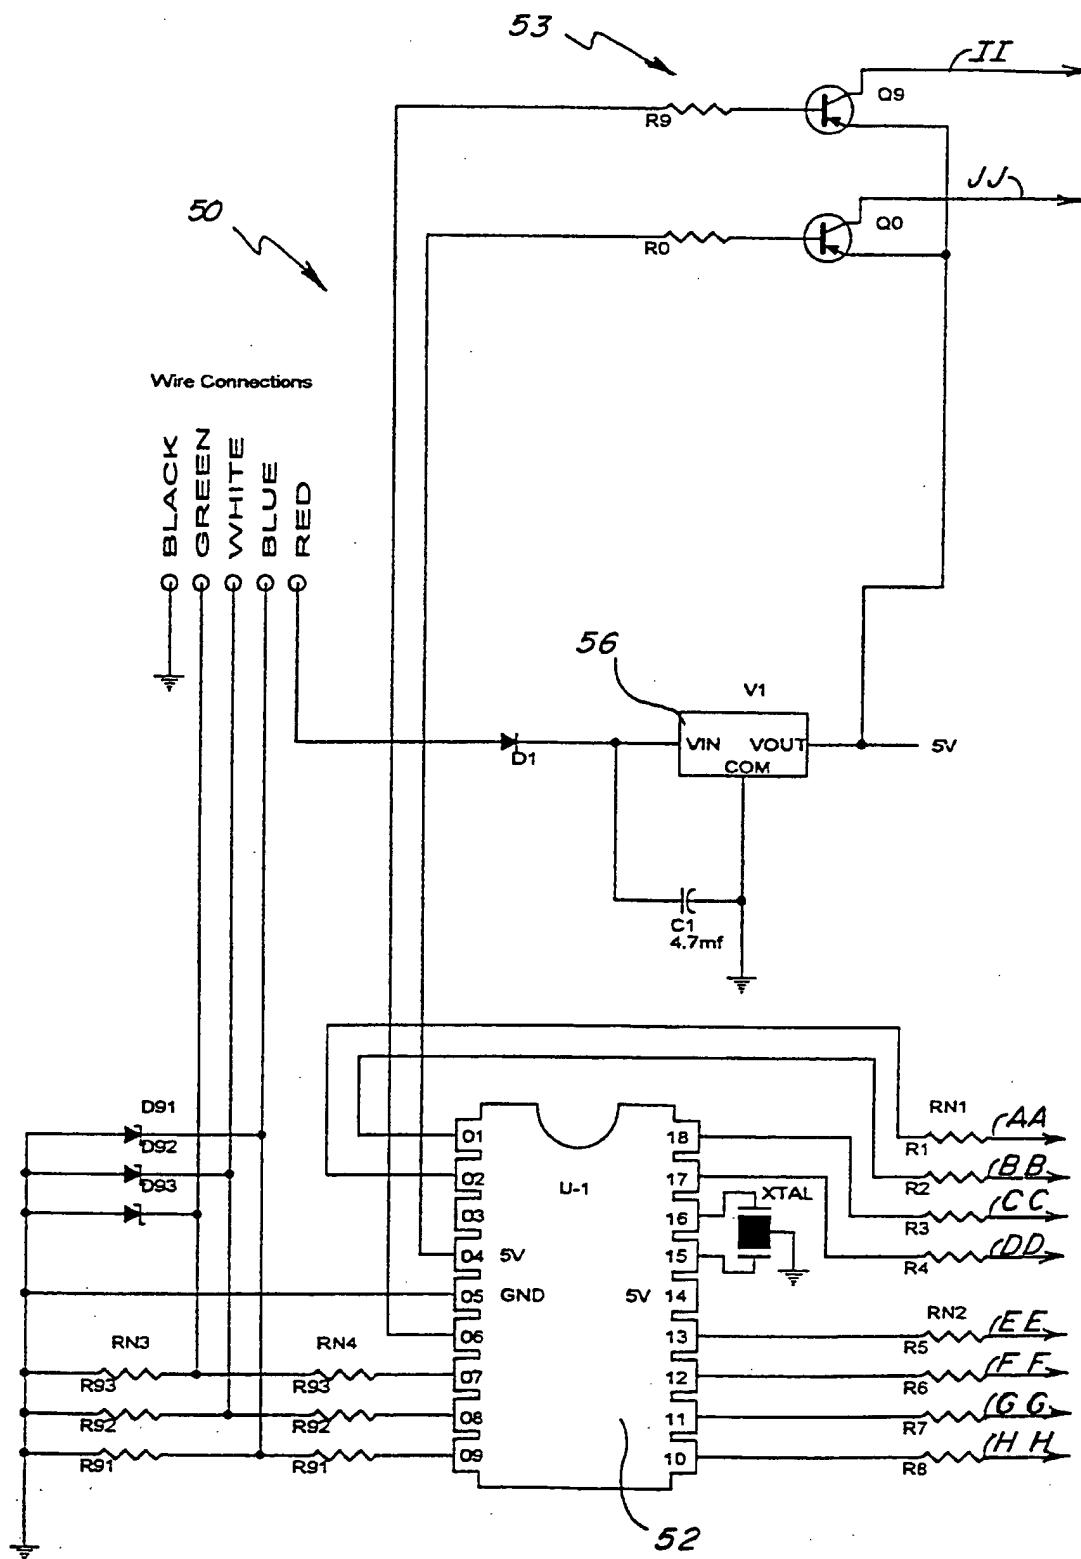 53
II
Q9
R9
JJ
50
Q0
R0
Wire Connections
BLACK
GREEN
WHITE
BLUE
RED
56
V1
VIN VOUT
COM
5V
D1
C1
4.7mf
D91
D92
D93
RN1
AA
R1
BB
R2
CC
R3
DD
R4
RN2
EE
R5
FF
R6
GG
R7
HH
R8
U-1
XTAL
01
02
03
04 5V
05 GND
06
07
08
09
18
17
16
15
5V 14
13
12
11
10
RN3
RN4
R93
R93
R92
R92
R91
R91
52